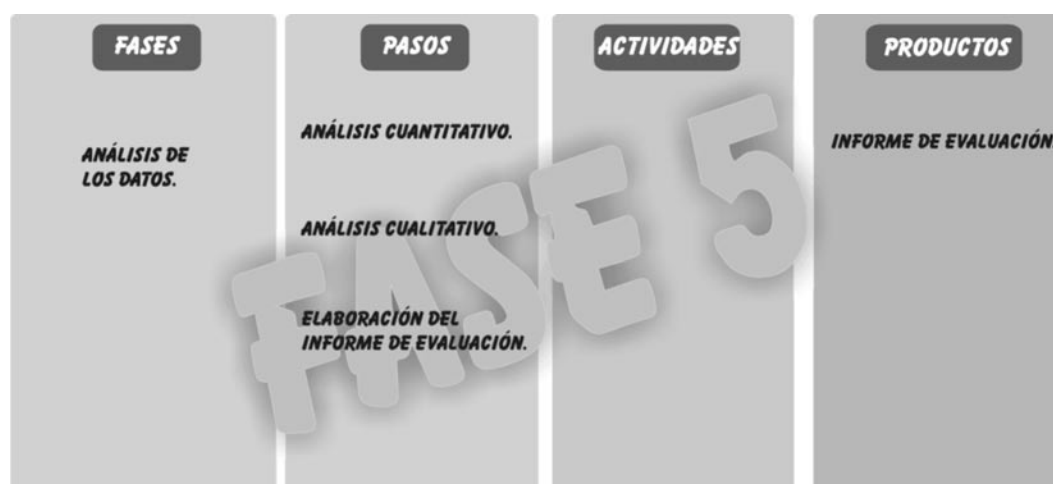 FASES
ANÁLISIS DE
LOS DATOS.
PASOS
ANÁLISIS CUANTITATIVO.
ANÁLISIS CUALITATIVO.
ELABORACIÓN DEL
INFORME DE EVALUACIÓN.
ACTIVIDADES
PRODUCTOS
INFORME DE EVALUACIÓN.
FASE 5